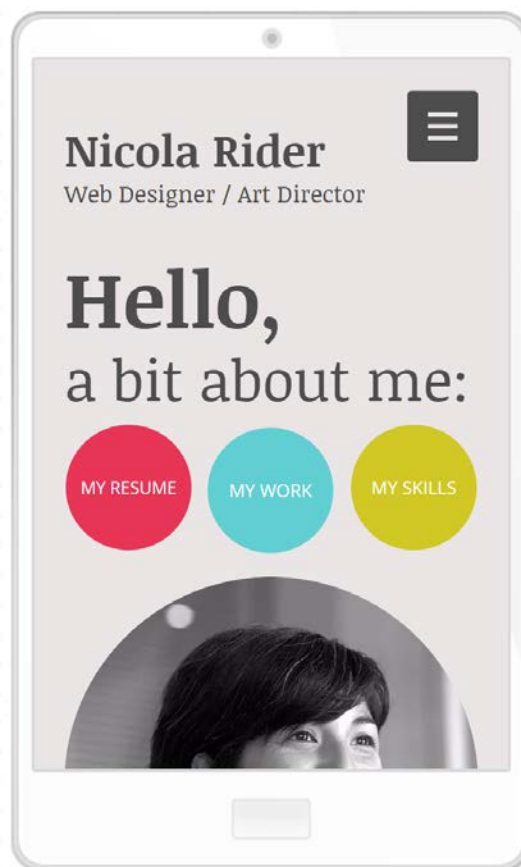 Nicola Rider
Web Designer / Art Director
Hello,
a bit about me:
MY RESUME
MY WORK
MY SKILLS